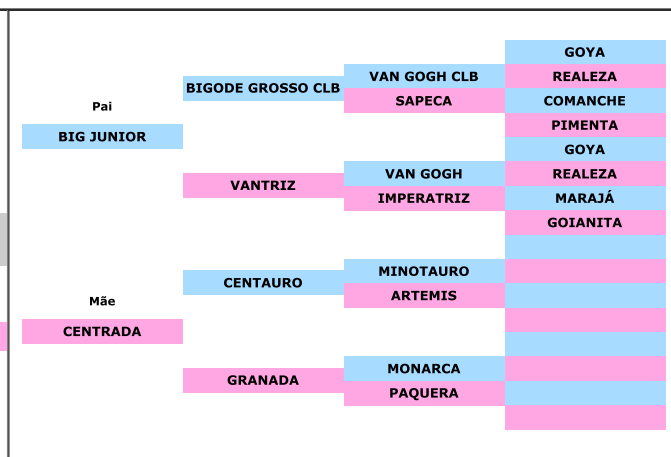 GOYA
VAN GOGH CLB
REALEZA
BIGODE GROSSO CLB
SAPECA
COMANCHE
Pai
PIMENTA
BIG JUNIOR
GOYA
VAN GOGH
REALEZA
VANTRIZ
IMPERATRIZ
MARAJÁ
GOIANITA
MINOTAURO
CENTAURO
ARTEMIS
Mãe
CENTRADA
MONARCA
GRANADA
PAQUERA